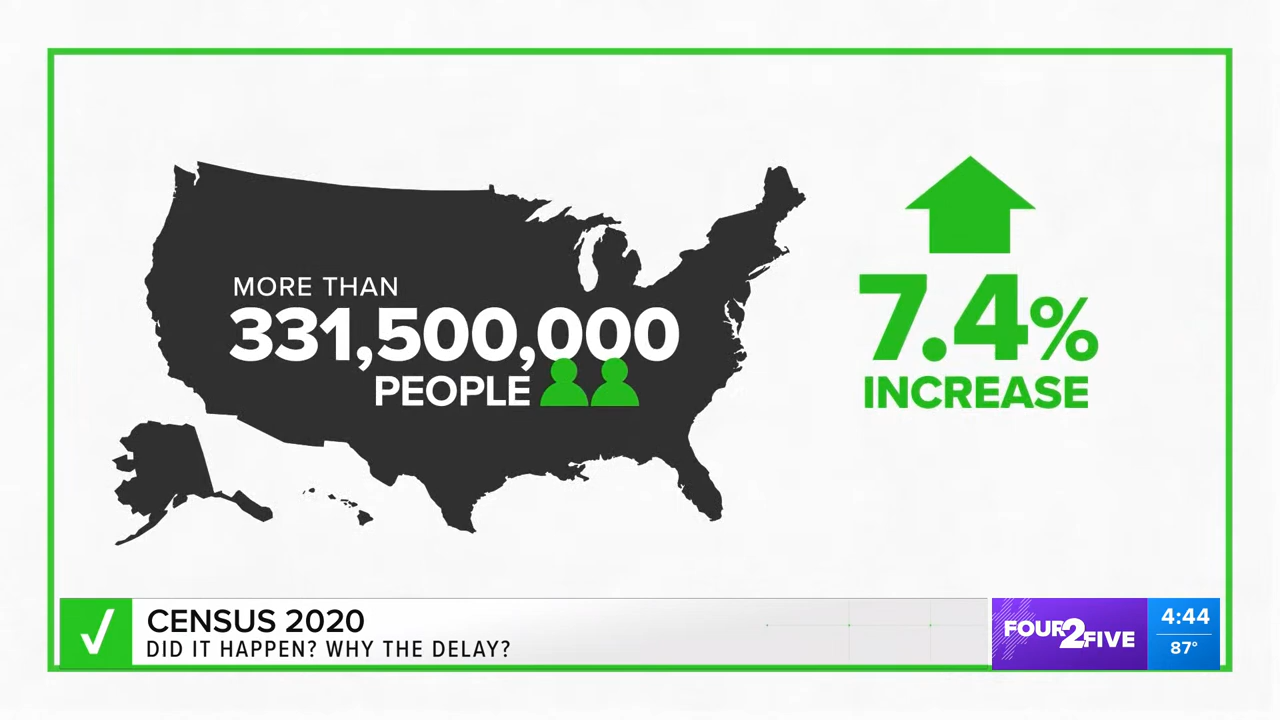 MORE THAN
331,500,000
PEOPLE
7.4%
INCREASE
CENSUS 2020
DID IT HAPPEN? WHY THE DELAY?
FOUR2FIVE
4:44
87°